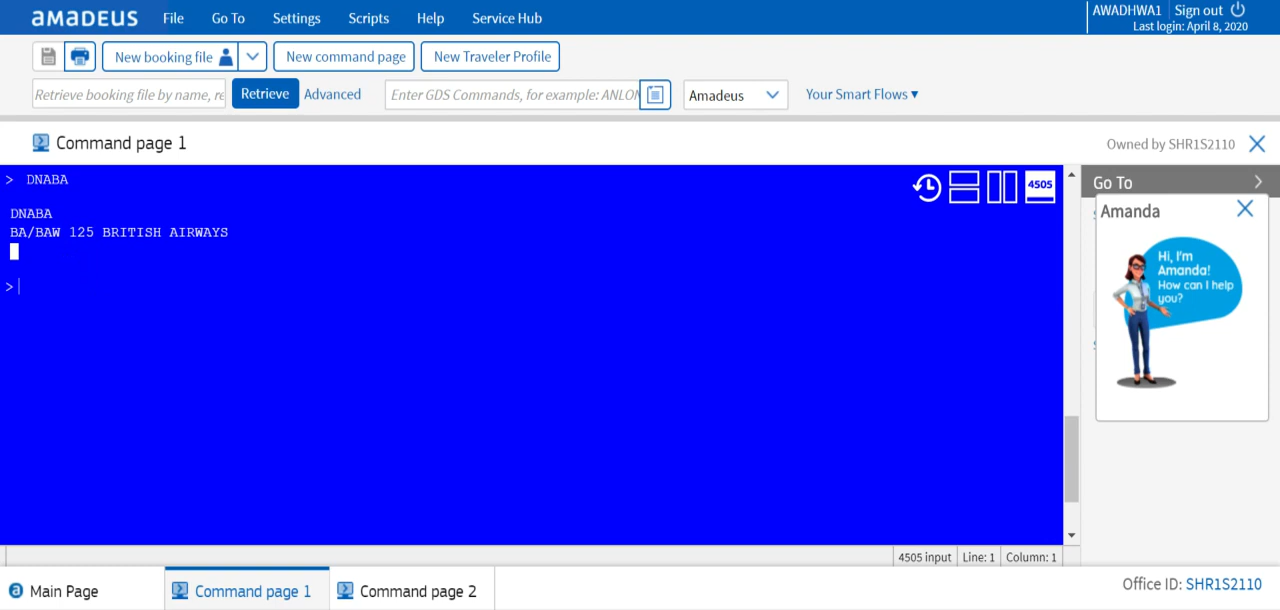 amadeus File Go To Settings Scripts Help Service Hub AWADHWA1 Sign out
Last login: April 8, 2020
New booking file New command page New Traveler Profile
Retrieve booking file by name, re Retrieve Advanced Enter GDS Commands, for example: ANLON Amadeus Your Smart Flows ▾
Command page 1 Owned by SHR1S2110
> DNABA
4505
Go To
DNABA
BA/BAW 125 BRITISH AIRWAYS
>
Amanda
Hi, I'm
Amanda!
How can I help
you?
4505 input Line: 1 Column: 1
Main Page Command page 1 Command page 2 Office ID: SHR1S2110